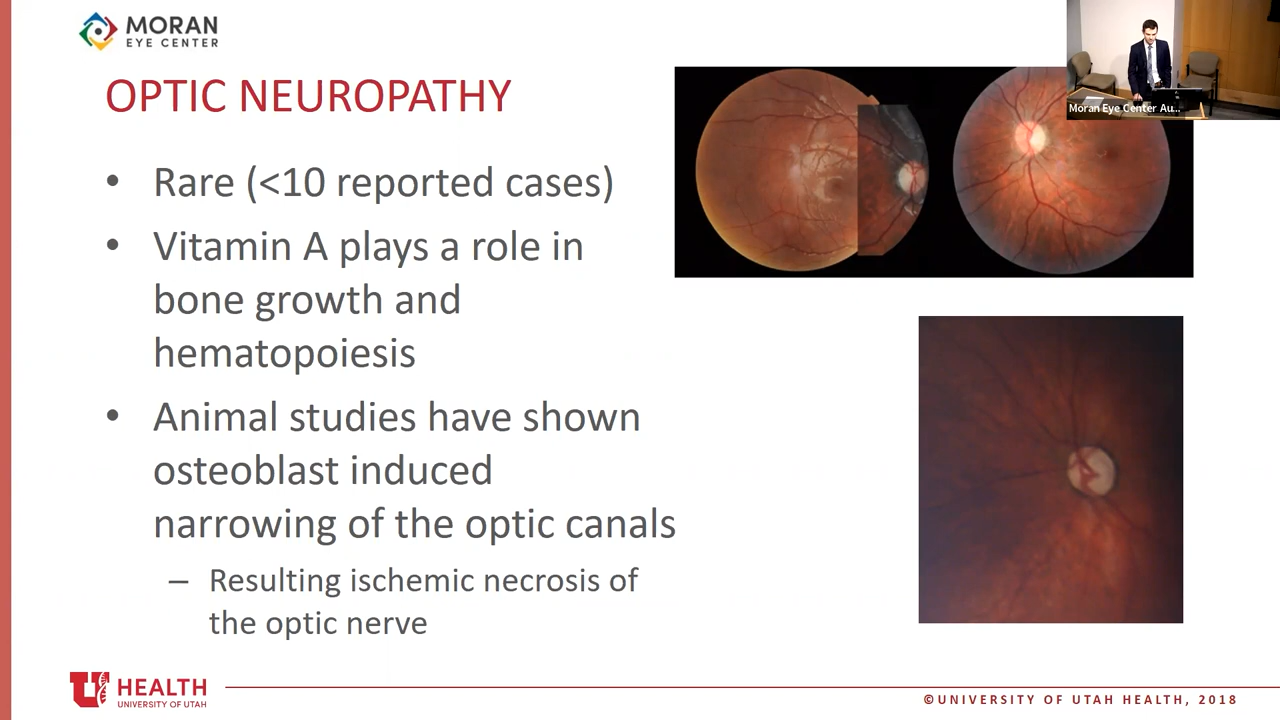 MORAN
EYE CENTER
OPTIC NEUROPATHY
Moran Eye Center Au...
• Rare (<10 reported cases)
• Vitamin A plays a role in
bone growth and
hematopoiesis
• Animal studies have shown
osteoblast induced
narrowing of the optic canals
– Resulting ischemic necrosis of
the optic nerve
U HEALTH
UNIVERSITY OF UTAH
©UNIVERSITY OF UTAH HEALTH, 2018